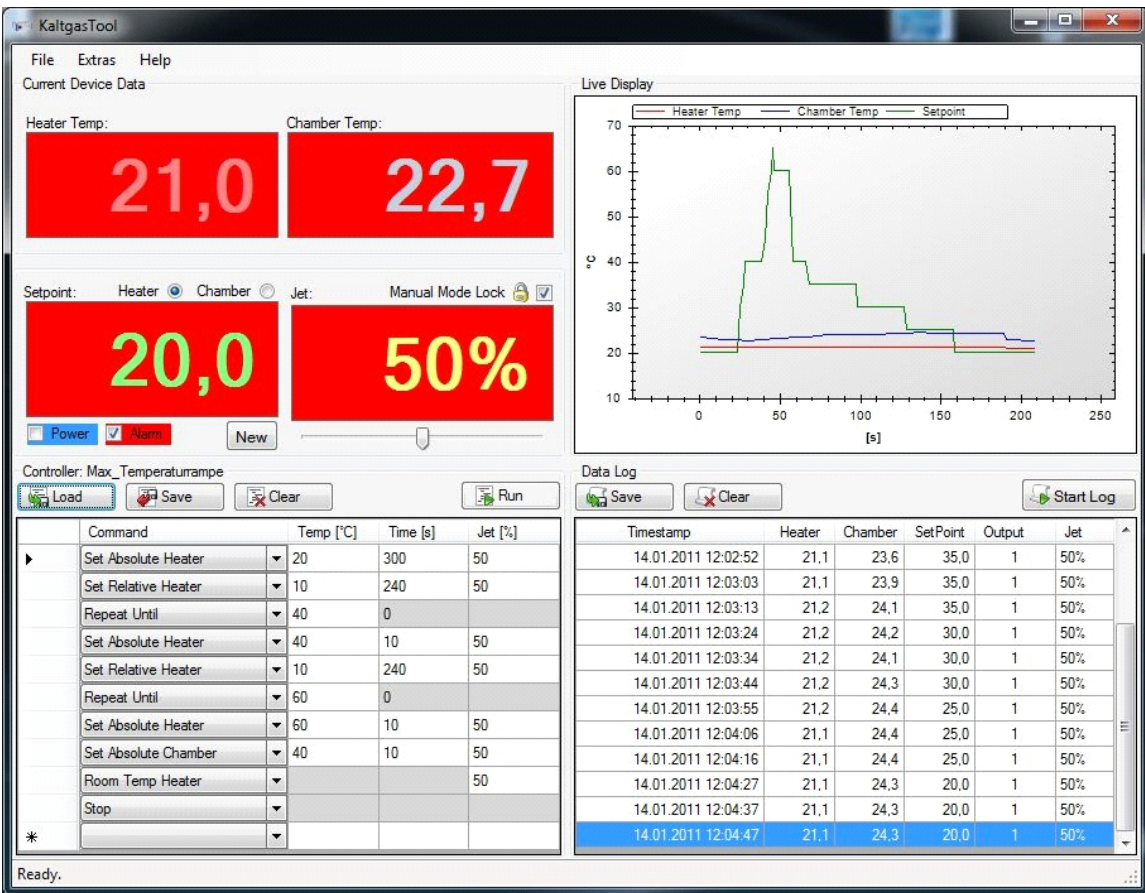 KaltgasTool
File Extras Help
Current Device Data
Heater Temp:
Chamber Temp:
21,0
22,7
Setpoint: Heater Chamber
Jet: Manual Mode Lock
20,0
50%
Power Alarm New
Live Display
Heater Temp Chamber Temp Setpoint
70
60
50
40
30
20
10
°C
0 50 100 150 200 250
[s]
Controller: Max_Temperaturrampe
Load Save Clear Run
Command Temp [°C] Time [s] Jet [%]
Set Absolute Heater 20 300 50
Set Relative Heater 10 240 50
Repeat Until 40 0
Set Absolute Heater 40 10 50
Set Relative Heater 10 240 50
Repeat Until 60 0
Set Absolute Heater 60 10 50
Set Absolute Chamber 40 10 50
Room Temp Heater 50
Stop
Data Log
Save Clear Start Log
Timestamp Heater Chamber SetPoint Output Jet
14.01.2011 12:02:52 21,1 23,6 35,0 1 50%
14.01.2011 12:03:03 21,1 23,9 35,0 1 50%
14.01.2011 12:03:13 21,2 24,1 35,0 1 50%
14.01.2011 12:03:24 21,2 24,2 30,0 1 50%
14.01.2011 12:03:34 21,2 24,1 30,0 1 50%
14.01.2011 12:03:44 21,2 24,3 30,0 1 50%
14.01.2011 12:03:55 21,2 24,4 25,0 1 50%
14.01.2011 12:04:06 21,1 24,4 25,0 1 50%
14.01.2011 12:04:16 21,1 24,4 25,0 1 50%
14.01.2011 12:04:27 21,1 24,3 20,0 1 50%
14.01.2011 12:04:37 21,1 24,3 20,0 1 50%
14.01.2011 12:04:47 21,1 24,3 20,0 1 50%
Ready.